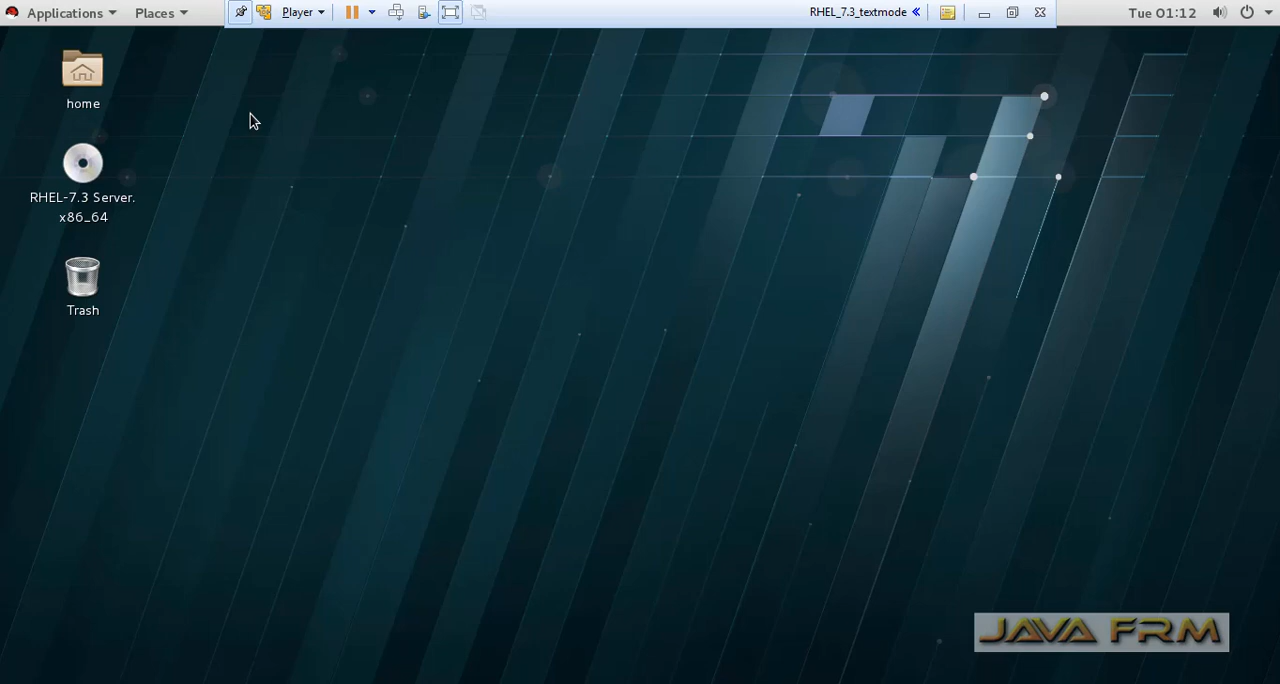 Applications Places Player RHEL_7.3_textmode Tue 01:12
home
RHEL-7.3 Server.
x86_64
Trash
JAVA FRM